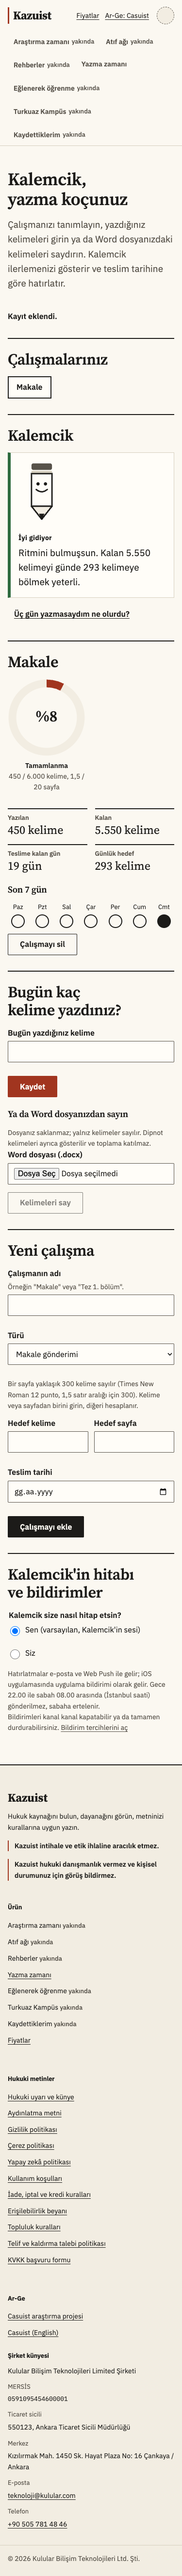 Kazuist
Fiyatlar Ar-Ge: Casuist
Araştırma zamanı yakında Atıf ağı yakında
Rehberler yakında Yazma zamanı
Eğlenerek öğrenme yakında
Turkuaz Kampüs yakında
Kaydettiklerim yakında
Kalemcik,
yazma koçunuz
Çalışmanızı tanımlayın, yazdığınız
kelimeleri girin ya da Word dosyanızdaki
kelimeleri saydırın. Kalemcik
ilerlemenizi gösterir ve teslim tarihine
göre hatırlatır.
Kayıt eklendi.
Çalışmalarınız
Makale
Kalemcik
İyi gidiyor
Ritmini bulmuşsun. Kalan 5.550
kelimeyi günde 293 kelimeye
bölmek yeterli.
Üç gün yazmasaydım ne olurdu?
Makale
%8
Tamamlanma
450 / 6.000 kelime, 1,5 /
20 sayfa
Yazılan Kalan
450 kelime 5.550 kelime
Teslime kalan gün Günlük hedef
19 gün 293 kelime
Son 7 gün
Paz Pzt Sal Çar Per Cum Cmt
Çalışmayı sil
Bugün kaç
kelime yazdınız?
Bugün yazdığınız kelime
Kaydet
Ya da Word dosyanızdan sayın
Dosyanız saklanmaz; yalnız kelimeler sayılır. Dipnot
kelimeleri ayrıca gösterilir ve toplama katılmaz.
Word dosyası (.docx)
Dosya Seç Dosya seçilmedi
Kelimeleri say
Yeni çalışma
Çalışmanın adı
Örneğin "Makale" veya "Tez 1. bölüm".
Türü
Makale gönderimi
Bir sayfa yaklaşık 300 kelime sayılır (Times New
Roman 12 punto, 1,5 satır aralığı için 300). Kelime
veya sayfadan birini girin, diğeri hesaplanır.
Hedef kelime Hedef sayfa
Teslim tarihi
gg.aa.yyyy
Çalışmayı ekle
Kalemcik'in hitabı
ve bildirimler
Kalemcik size nasıl hitap etsin?
Sen (varsayılan, Kalemcik'in sesi)
Siz
Hatırlatmalar e-posta ve Web Push ile gelir; iOS
uygulamasında uygulama bildirimi olarak gelir. Gece
22.00 ile sabah 08.00 arasında (İstanbul saati)
gönderilmez, sabaha ertelenir.
Bildirimleri kanal kanal kapatabilir ya da tamamen
durdurabilirsiniz. Bildirim tercihlerini aç
Kazuist
Hukuk kaynağını bulun, dayanağını görün, metninizi
kurallarına uygun yazın.
Kazuist intihale ve etik ihlaline aracılık etmez.
Kazuist hukuki danışmanlık vermez ve kişisel
durumunuz için görüş bildirmez.
Ürün
Araştırma zamanı yakında
Atıf ağı yakında
Rehberler yakında
Yazma zamanı
Eğlenerek öğrenme yakında
Turkuaz Kampüs yakında
Kaydettiklerim yakında
Fiyatlar
Hukuki metinler
Hukuki uyarı ve künye
Aydınlatma metni
Gizlilik politikası
Çerez politikası
Yapay zekâ politikası
Kullanım koşulları
İade, iptal ve kredi kuralları
Erişilebilirlik beyanı
Topluluk kuralları
Telif ve kaldırma talebi politikası
KVKK başvuru formu
Ar-Ge
Casuist araştırma projesi
Casuist (English)
Şirket künyesi
Kulular Bilişim Teknolojileri Limited Şirketi
MERSİS
0591095454600001
Ticaret sicili
550123, Ankara Ticaret Sicili Müdürlüğü
Merkez
Kızılırmak Mah. 1450 Sk. Hayat Plaza No: 16 Çankaya /
Ankara
E-posta
teknoloji@kulular.com
Telefon
+90 505 781 48 46
© 2026 Kulular Bilişim Teknolojileri Ltd. Şti.